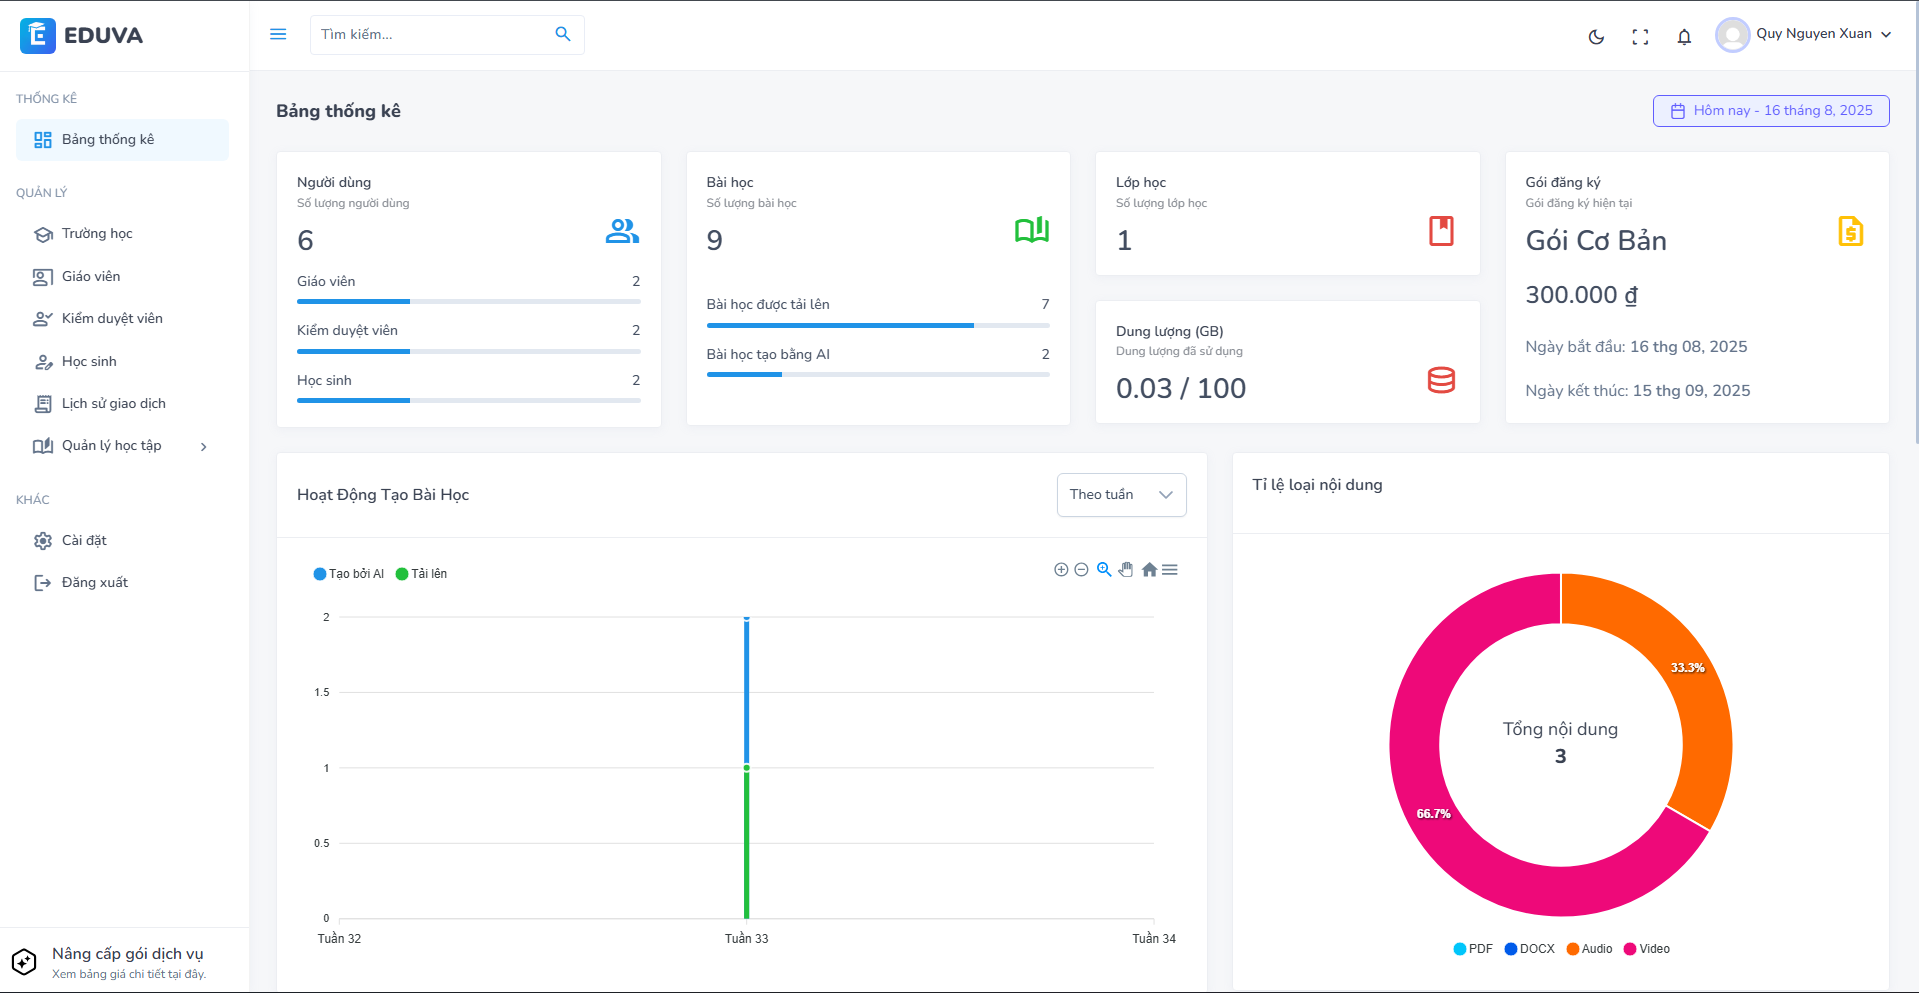 EDUVA
Tìm kiếm...
Quy Nguyen Xuan
THỐNG KÊ
Bảng thống kê
QUẢN LÝ
Trường học
Giáo viên
Kiểm duyệt viên
Học sinh
Lịch sử giao dịch
Quản lý học tập
KHÁC
Cài đặt
Đăng xuất
Nâng cấp gói dịch vụ
Xem bảng giá chi tiết tại đây.
Bảng thống kê
Hôm nay - 16 tháng 8, 2025
Người dùng
Số lượng người dùng
6
Giáo viên 2
Kiểm duyệt viên 2
Học sinh 2
Bài học
Số lượng bài học
9
Bài học được tải lên 7
Bài học tạo bằng AI 2
Lớp học
Số lượng lớp học
1
Dung lượng (GB)
Dung lượng đã sử dụng
0.03 / 100
Gói đăng ký
Gói đăng ký hiện tại
Gói Cơ Bản
300.000 ₫
Ngày bắt đầu: 16 thg 08, 2025
Ngày kết thúc: 15 thg 09, 2025
Hoạt Động Tạo Bài Học
Theo tuần
Tạo bởi AI Tải lên
2
1.5
1
0.5
0
Tuần 32 Tuần 33 Tuần 34
Tỉ lệ loại nội dung
33.3%
66.7%
Tổng nội dung
3
PDF DOCX Audio Video